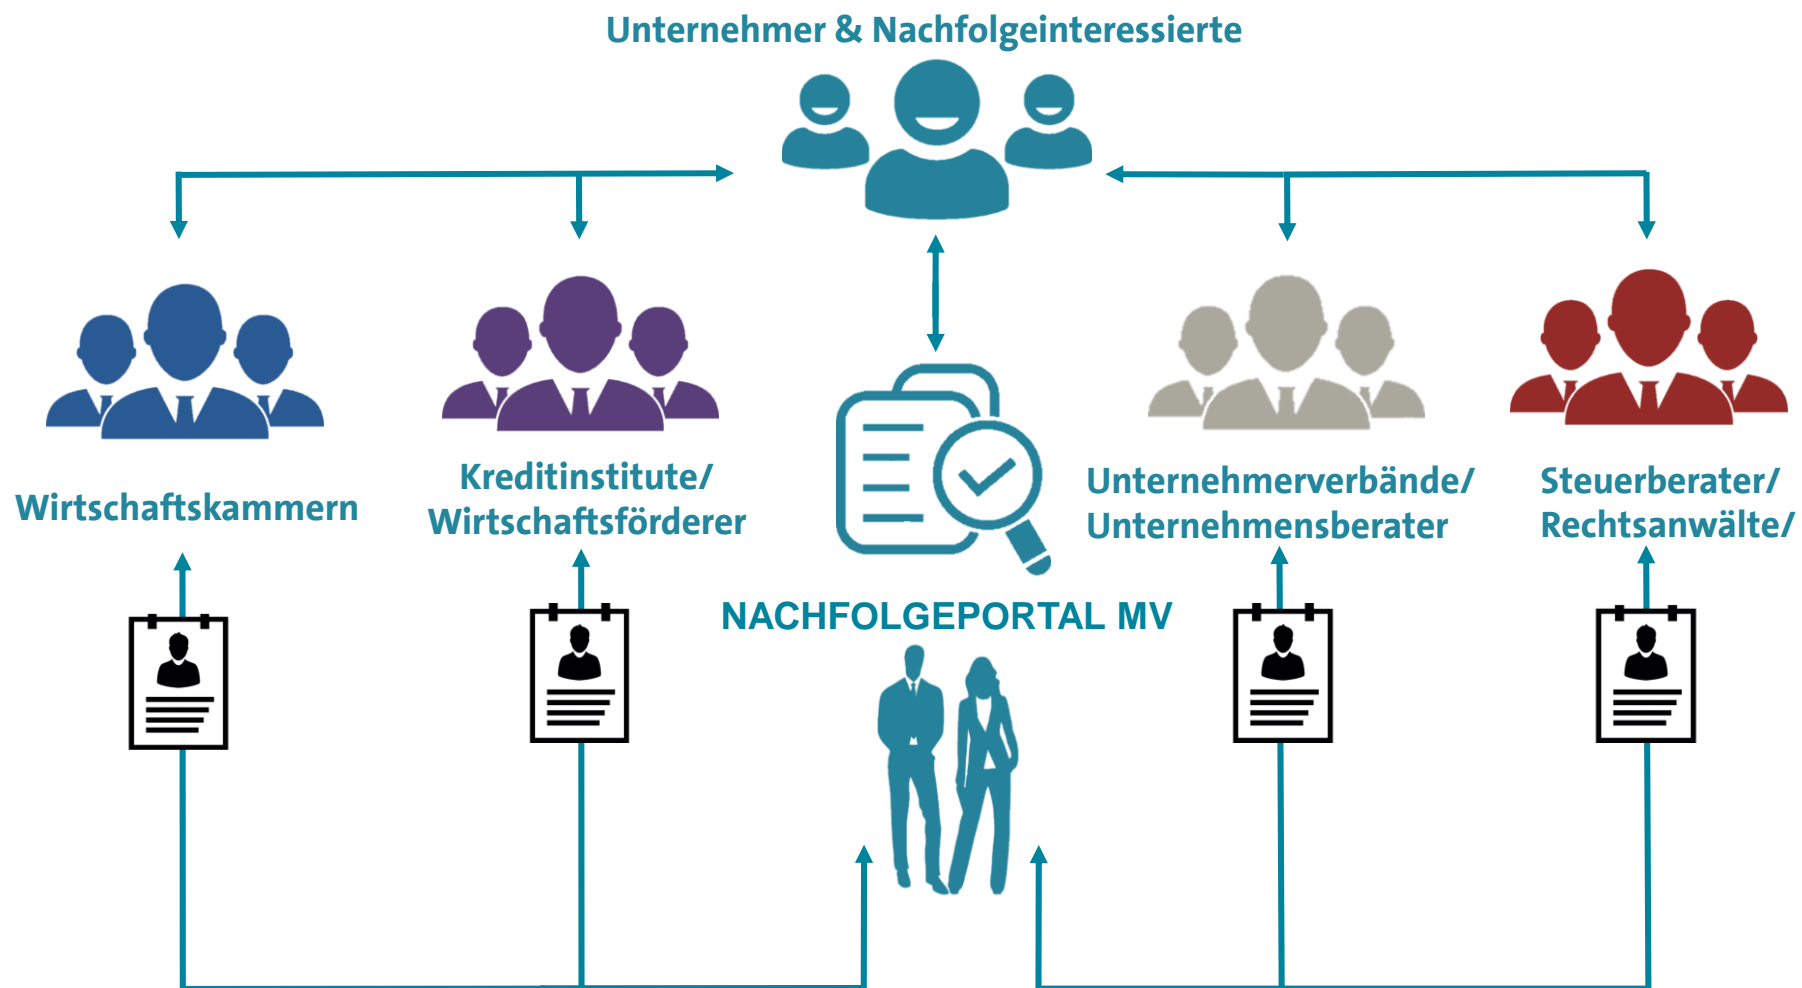 Unternehmer & Nachfolgeinteressierte
Wirtschaftskammern
Kreditinstitute/
Wirtschaftsförderer
Unternehmerverbände/
Unternehmensberater
Steuerberater/
Rechtsanwälte/
NACHFOLGEPORTAL MV